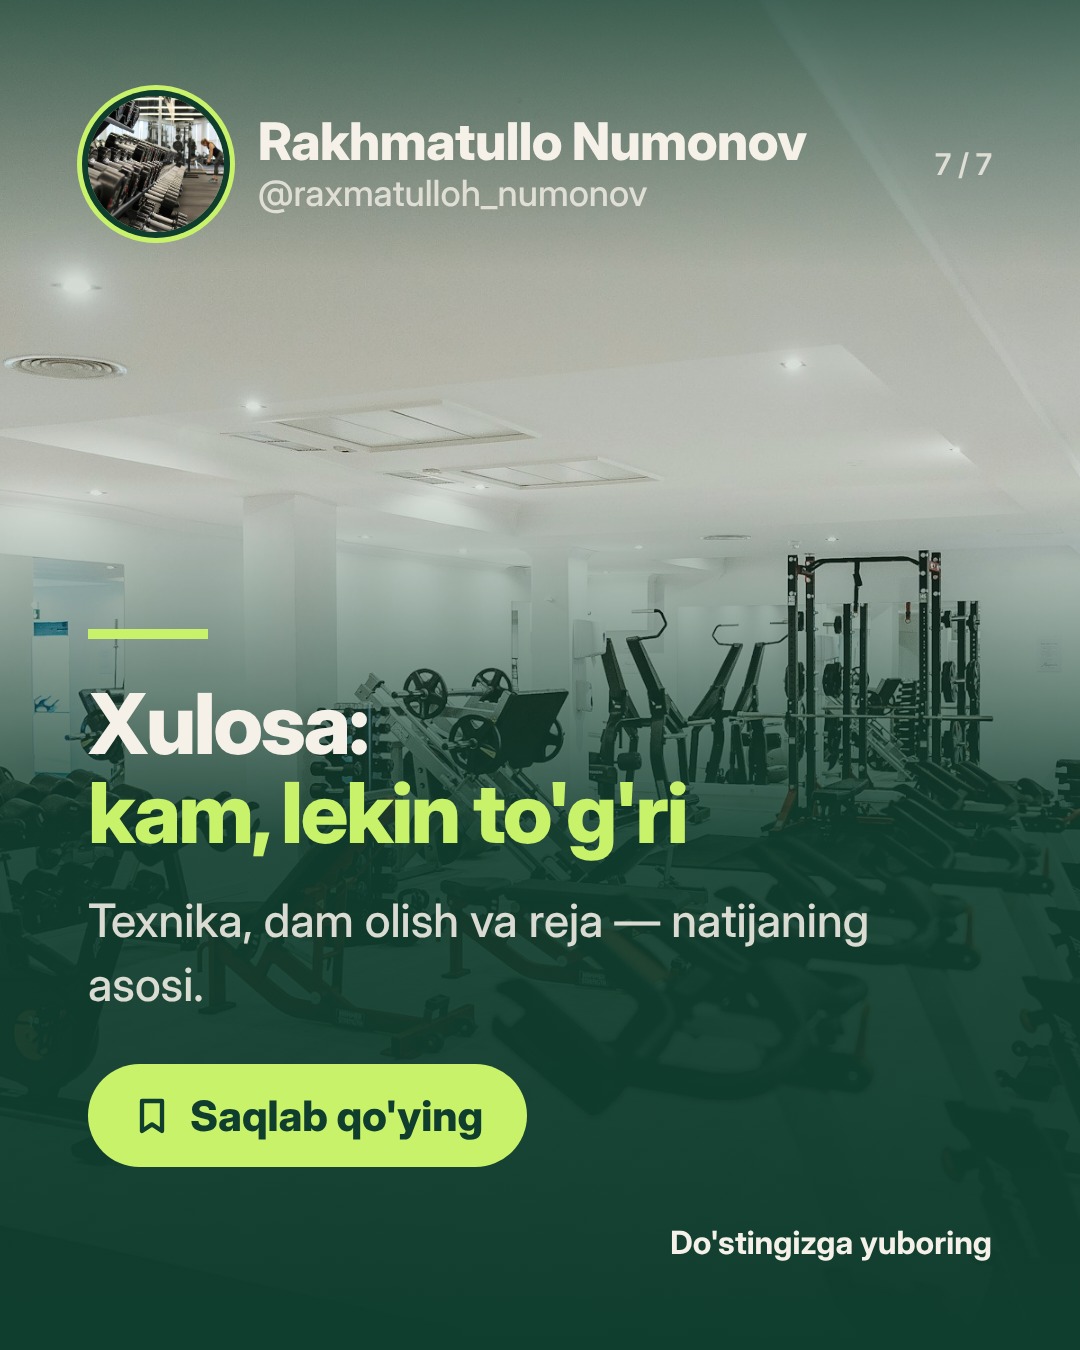 Rakhmatullo Numonov
@raxmatulloh_numonov
7 / 7
Xulosa:
kam, lekin to'g'ri
Texnika, dam olish va reja — natijaning
asosi.
Saqlab qo'ying
Do'stingizga yuboring